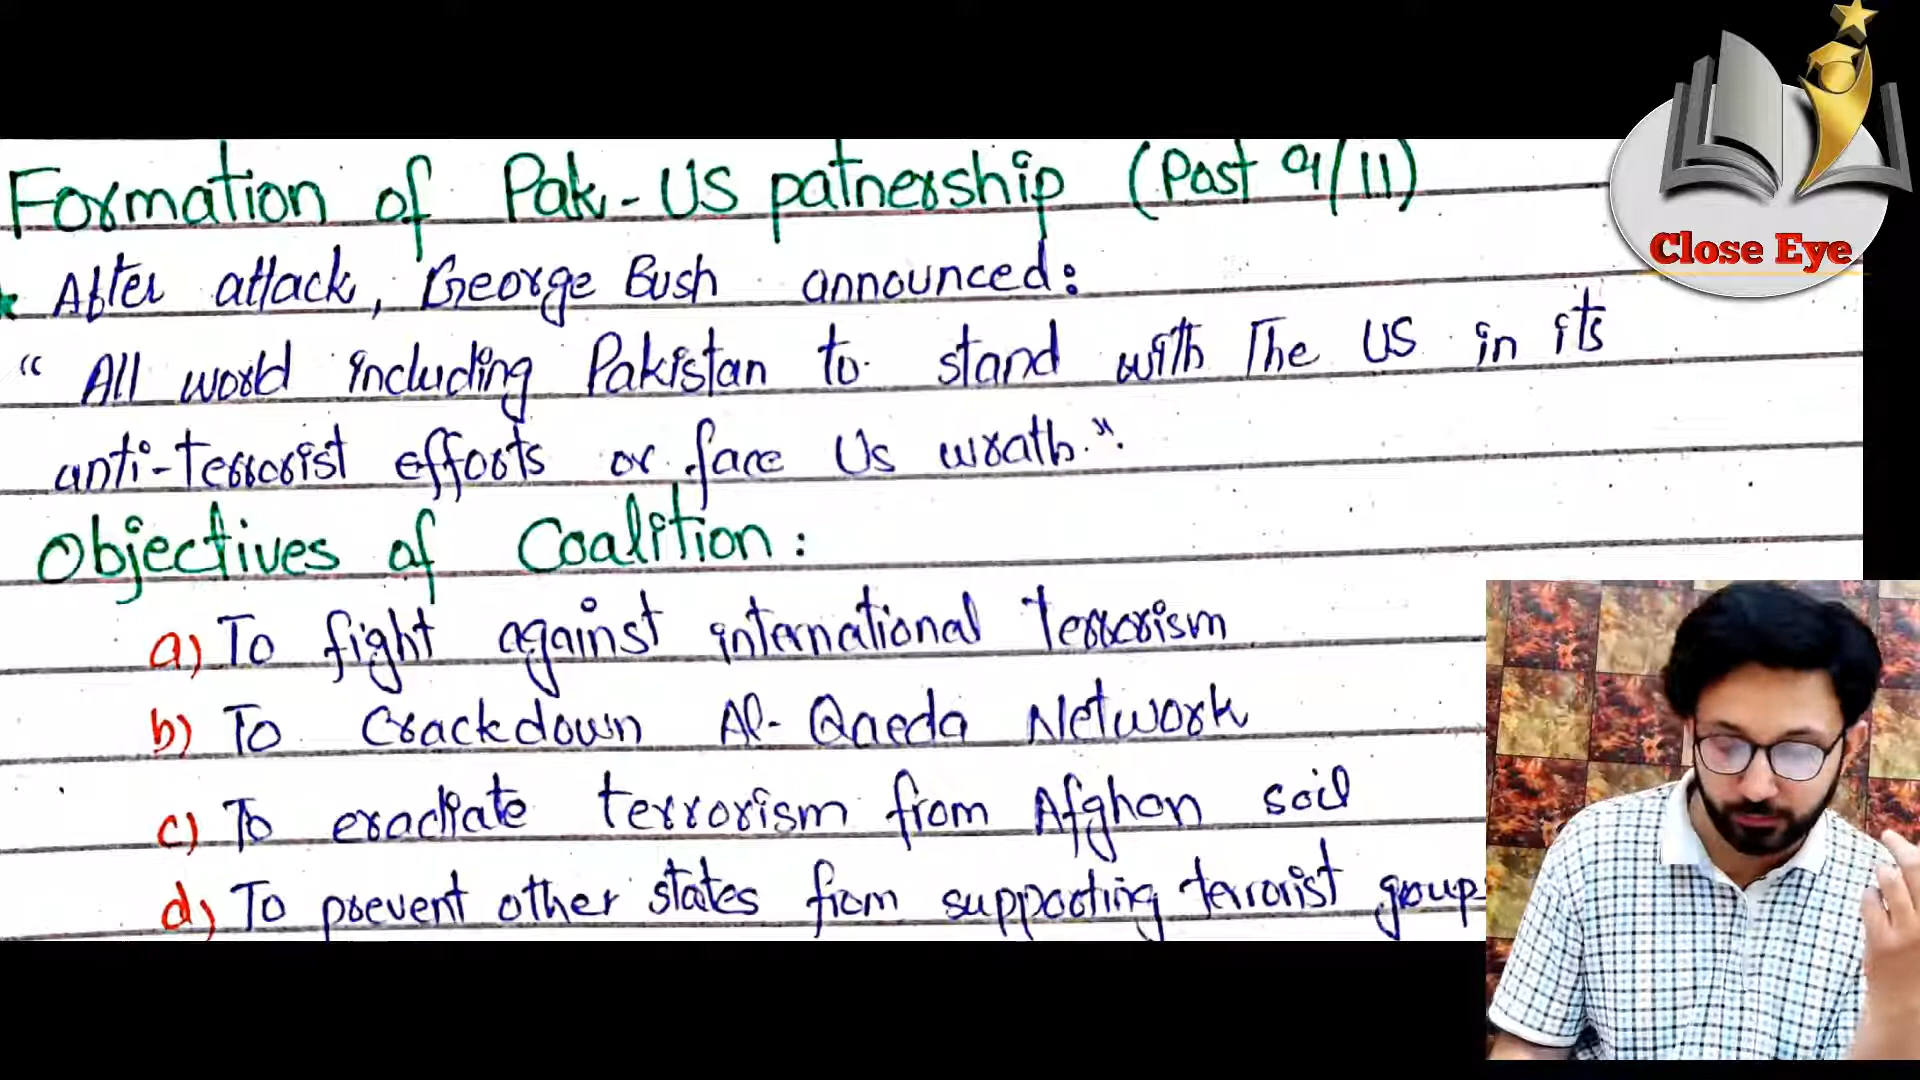 Formation of Pak-US patnership (Post 9/11)
After attack, George Bush announced:
“ All world including Pakistan to stand with The US in its
anti-terrorist efforts or face Us wrath.”
Objectives of Coalition:
a) To fight against international terrorism
b) To Crackdown Al-Qaeda Network
c) To eradiate terrorism from Afghan soil
d) To prevent other states from supporting terrorist group
Close Eye